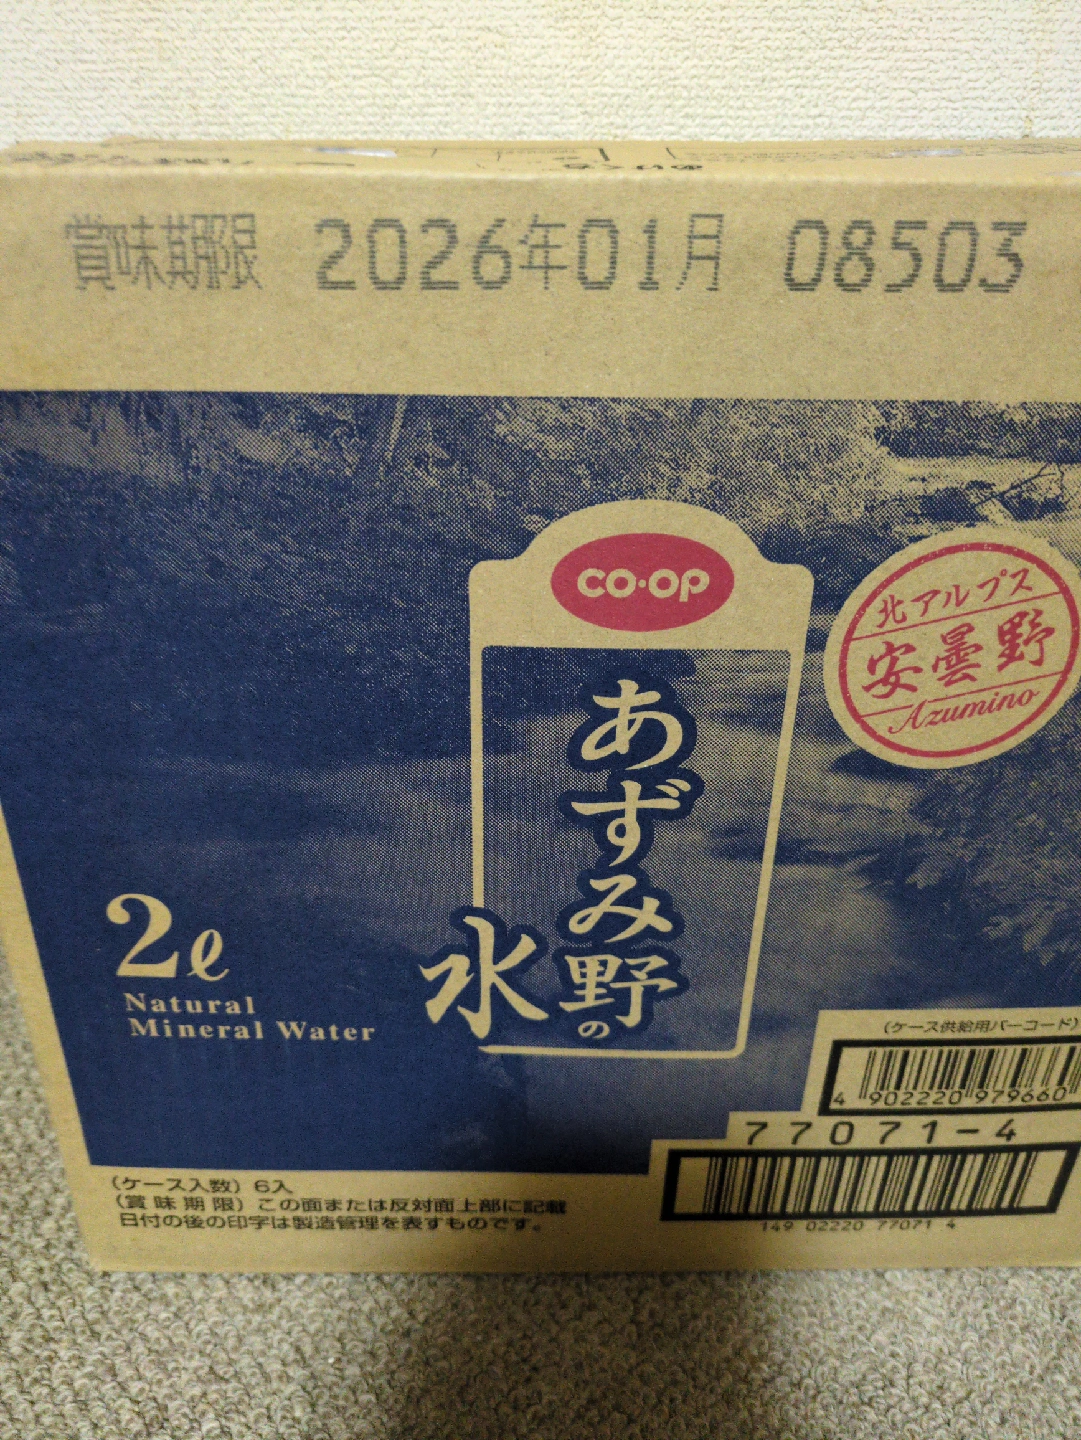 賞味期限 2026年01月 08503
co・op
北アルプス
安曇野
Azumino
あずみ野の
水
2ℓ
Natural
Mineral Water
(ケース供給用バーコード)
4 902220 979660
77071-4
149 02220 77071 4
(ケース入数) 6入
(賞味期限) この面または反対面上部に記載
日付の後の印字は製造管理を表すものです。